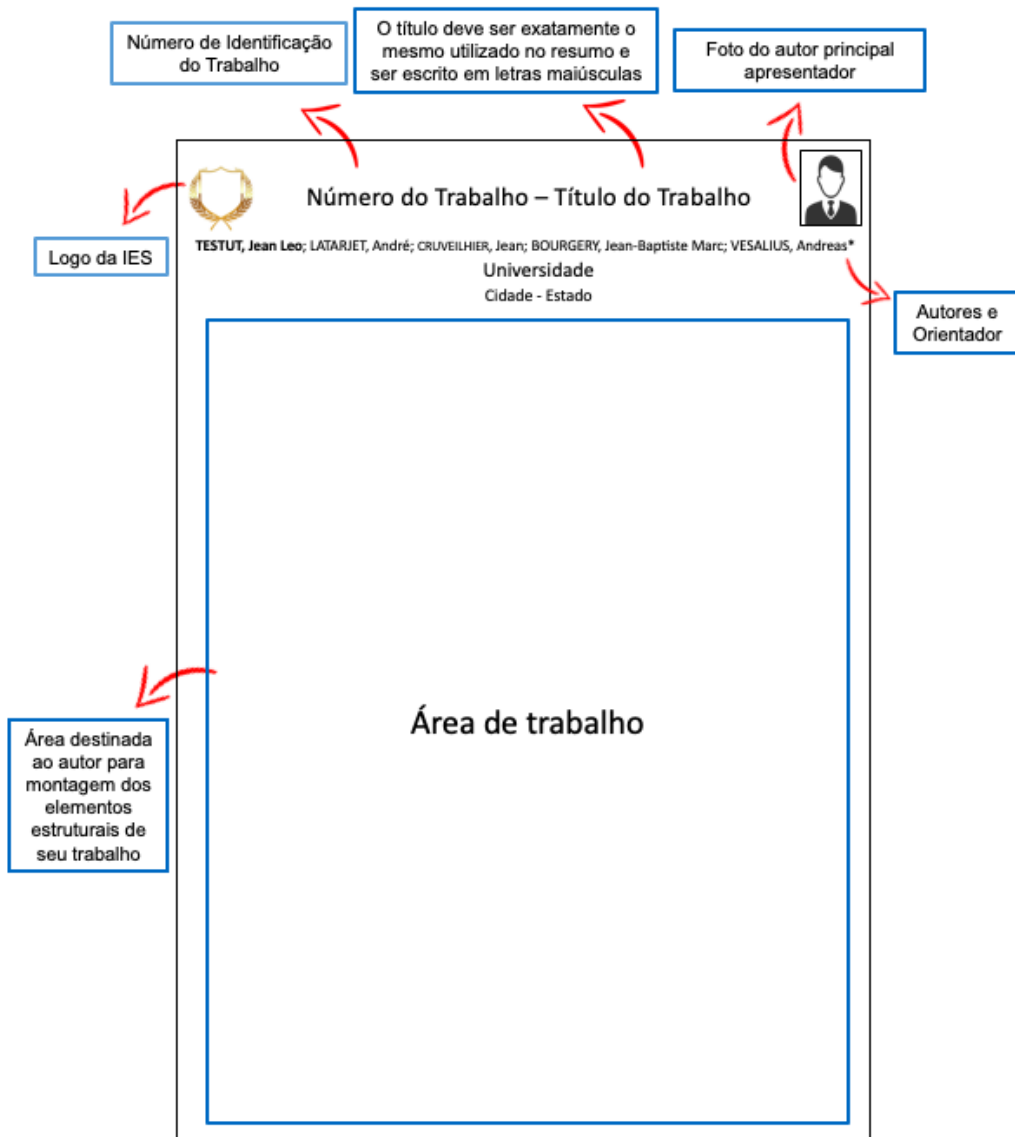 Número de Identificação
do Trabalho
O título deve ser exatamente o
mesmo utilizado no resumo e
ser escrito em letras maiúsculas
Foto do autor principal
apresentador
Número do Trabalho – Título do Trabalho
Logo da IES
TESTUT, Jean Leo; LATARJET, André; CRUVEILHIER, Jean; BOURGERY, Jean-Baptiste Marc; VESALIUS, Andreas*
Universidade
Cidade - Estado
Autores e
Orientador
Área de trabalho
Área destinada
ao autor para
montagem dos
elementos
estruturais de
seu trabalho